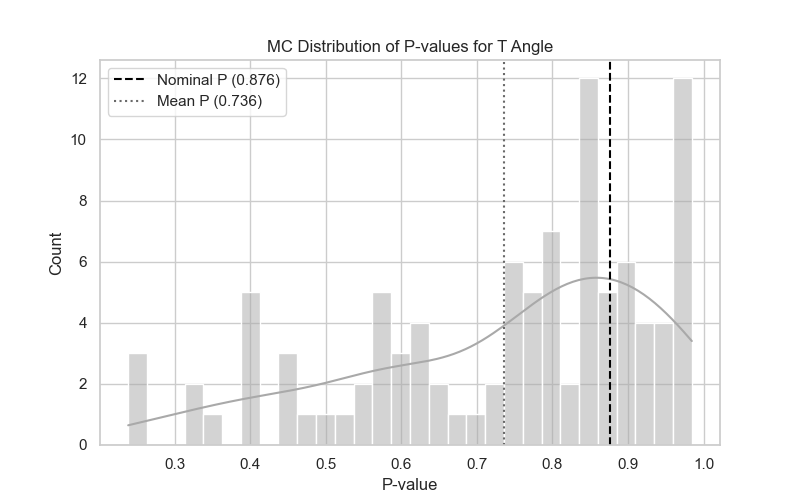 MC Distribution of P-values for T Angle
Nominal P (0.876)
Mean P (0.736)
Count
12
10
8
6
4
2
0
0.3 0.4 0.5 0.6 0.7 0.8 0.9 1.0
P-value